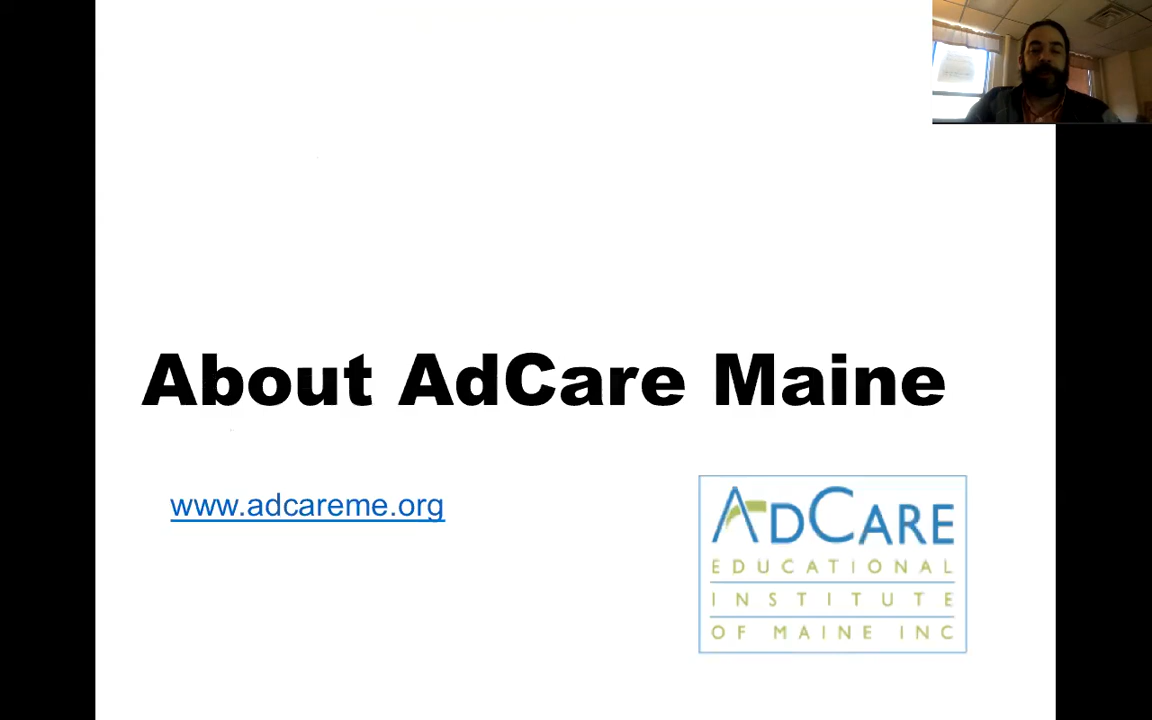 About AdCare Maine
www.adcareme.org
ADCARE
EDUCATIONAL
INSTITUTE
OF MAINE INC